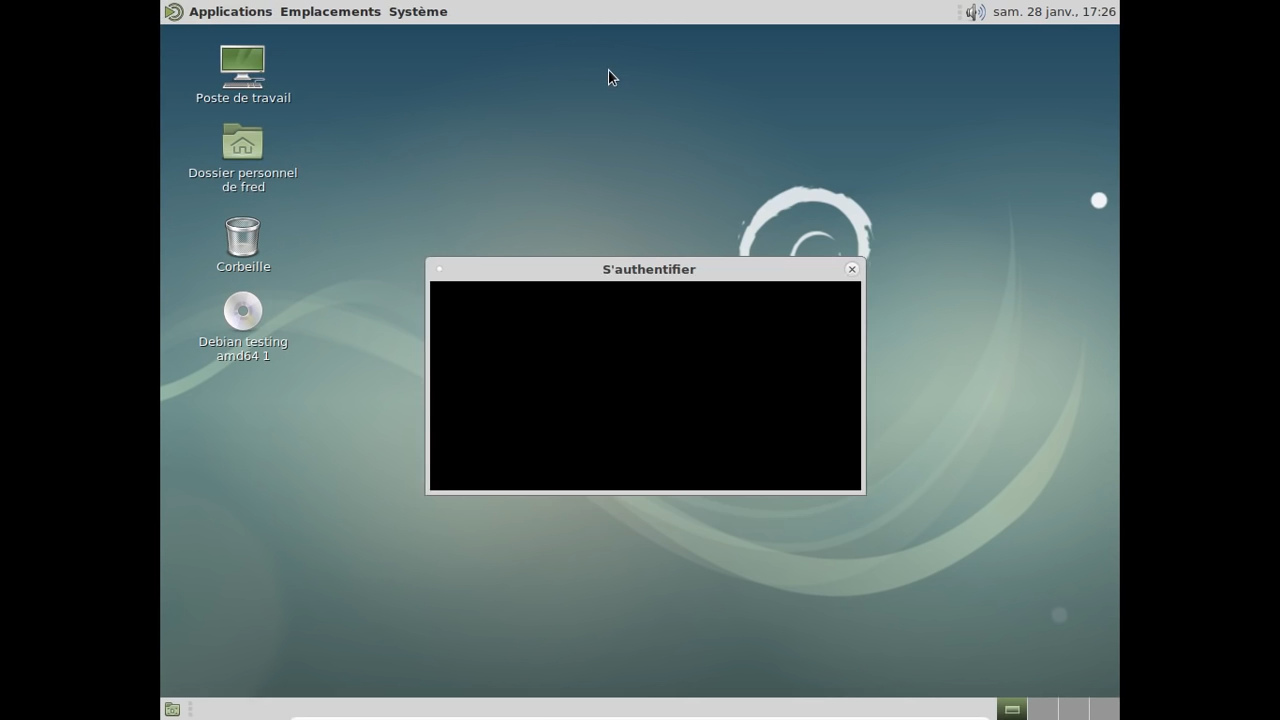 Applications Emplacements Système
sam. 28 janv., 17:26
Poste de travail
Dossier personnel
de fred
Corbeille
Debian testing
amd64 1
S'authentifier